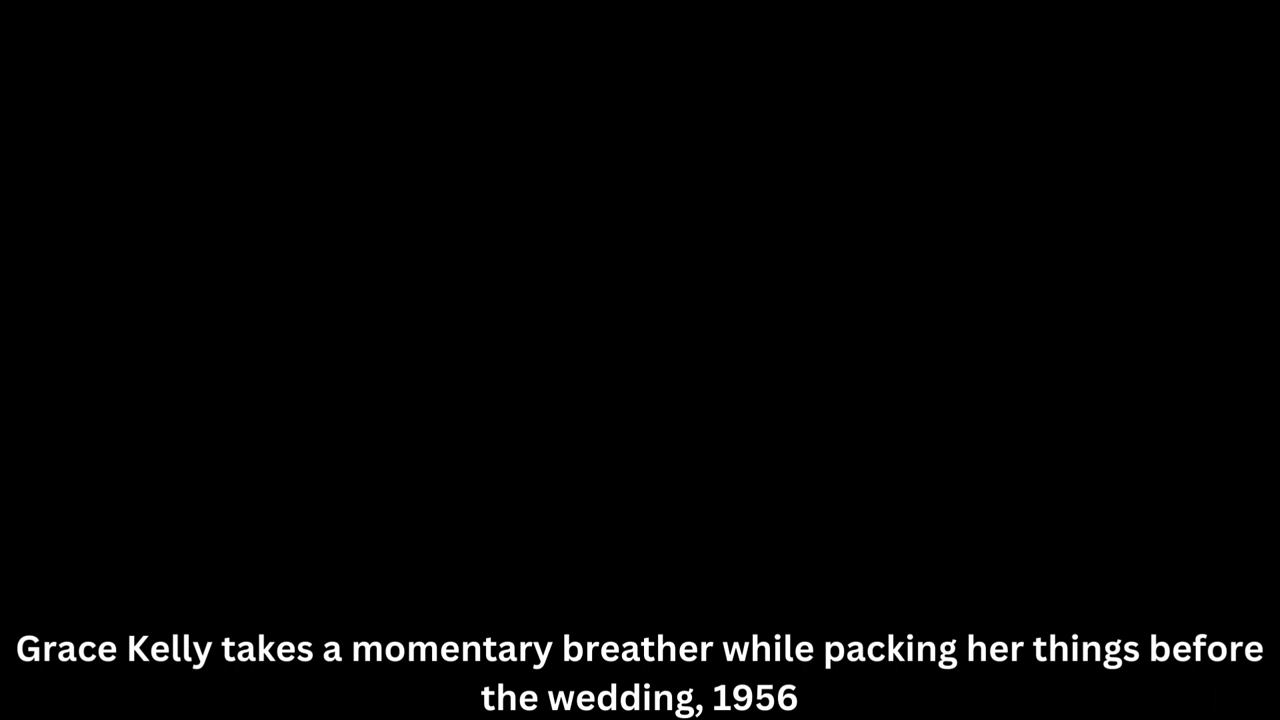 Grace Kelly takes a momentary breather while packing her things before
the wedding, 1956